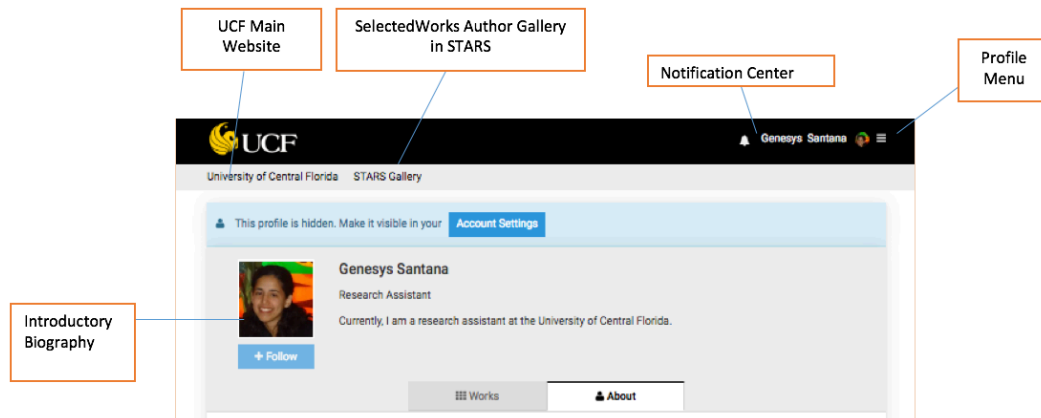 UCF Main
Website
SelectedWorks Author Gallery
in STARS
Notification Center
Profile
Menu
UCF
Genesys Santana
University of Central Florida STARS Gallery
This profile is hidden. Make it visible in your Account Settings
Genesys Santana
Research Assistant
Currently, I am a research assistant at the University of Central Florida.
Introductory
Biography
+ Follow
Works About